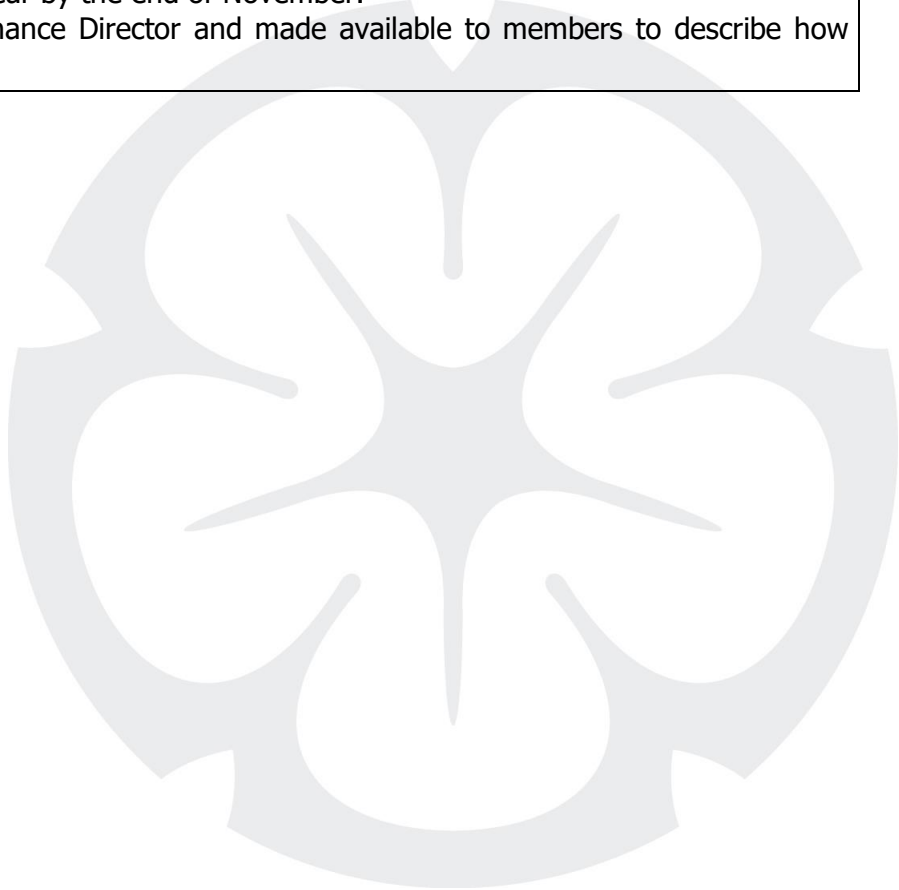 by the end of November.
nance Director and made available to members to describe how